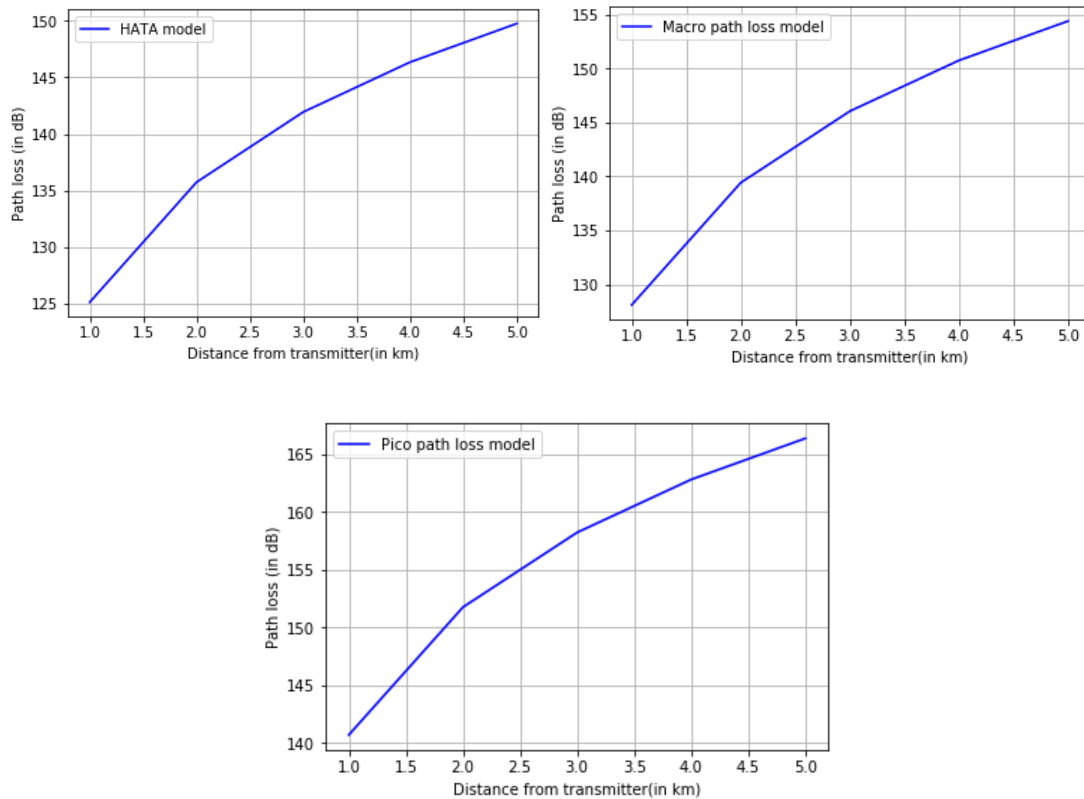 HATA model
Path loss (in dB)
150
145
140
135
130
125
1.0 1.5 2.0 2.5 3.0 3.5 4.0 4.5 5.0
Distance from transmitter(in km)
Macro path loss model
Path loss (in dB)
155
150
145
140
135
130
1.0 1.5 2.0 2.5 3.0 3.5 4.0 4.5 5.0
Distance from transmitter(in km)
Pico path loss model
Path loss (in dB)
165
160
155
150
145
140
1.0 1.5 2.0 2.5 3.0 3.5 4.0 4.5 5.0
Distance from transmitter(in km)